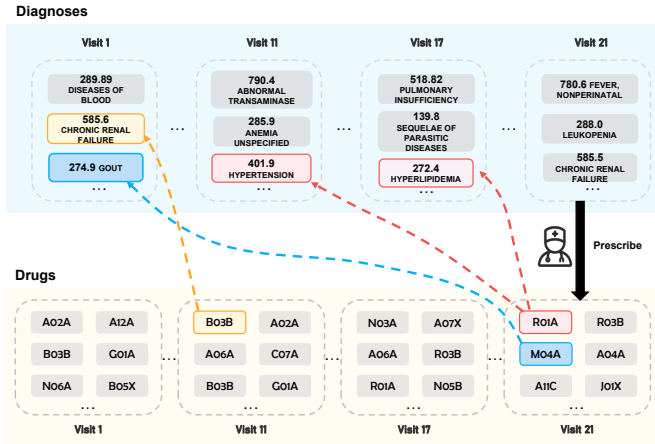 Diagnoses
Visit 1
Visit 11
Visit 17
Visit 21
289.89
DISEASES OF
BLOOD
585.6
CHRONIC RENAL
FAILURE
274.9 GOUT
...
...
790.4
ABNORMAL
TRANSAMINASE
285.9
ANEMIA
UNSPECIFIED
401.9
HYPERTENSION
...
...
518.82
PULMONARY
INSUFFICIENCY
139.8
SEQUELAE OF
PARASITIC
DISEASES
272.4
HYPERLIPIDEMIA
...
...
780.6 FEVER,
NONPERINATAL
288.0
LEUKOPENIA
585.5
CHRONIC RENAL
FAILURE
...
Prescribe
Drugs
A02A A12A
B03B G01A
N06A B05X
...
...
B03B A02A
A06A C07A
B03B G01A
...
...
N03A A07X
A06A R03B
R01A N05B
...
...
R01A R03B
M04A A04A
A11C J01X
...
Visit 1
Visit 11
Visit 17
Visit 21